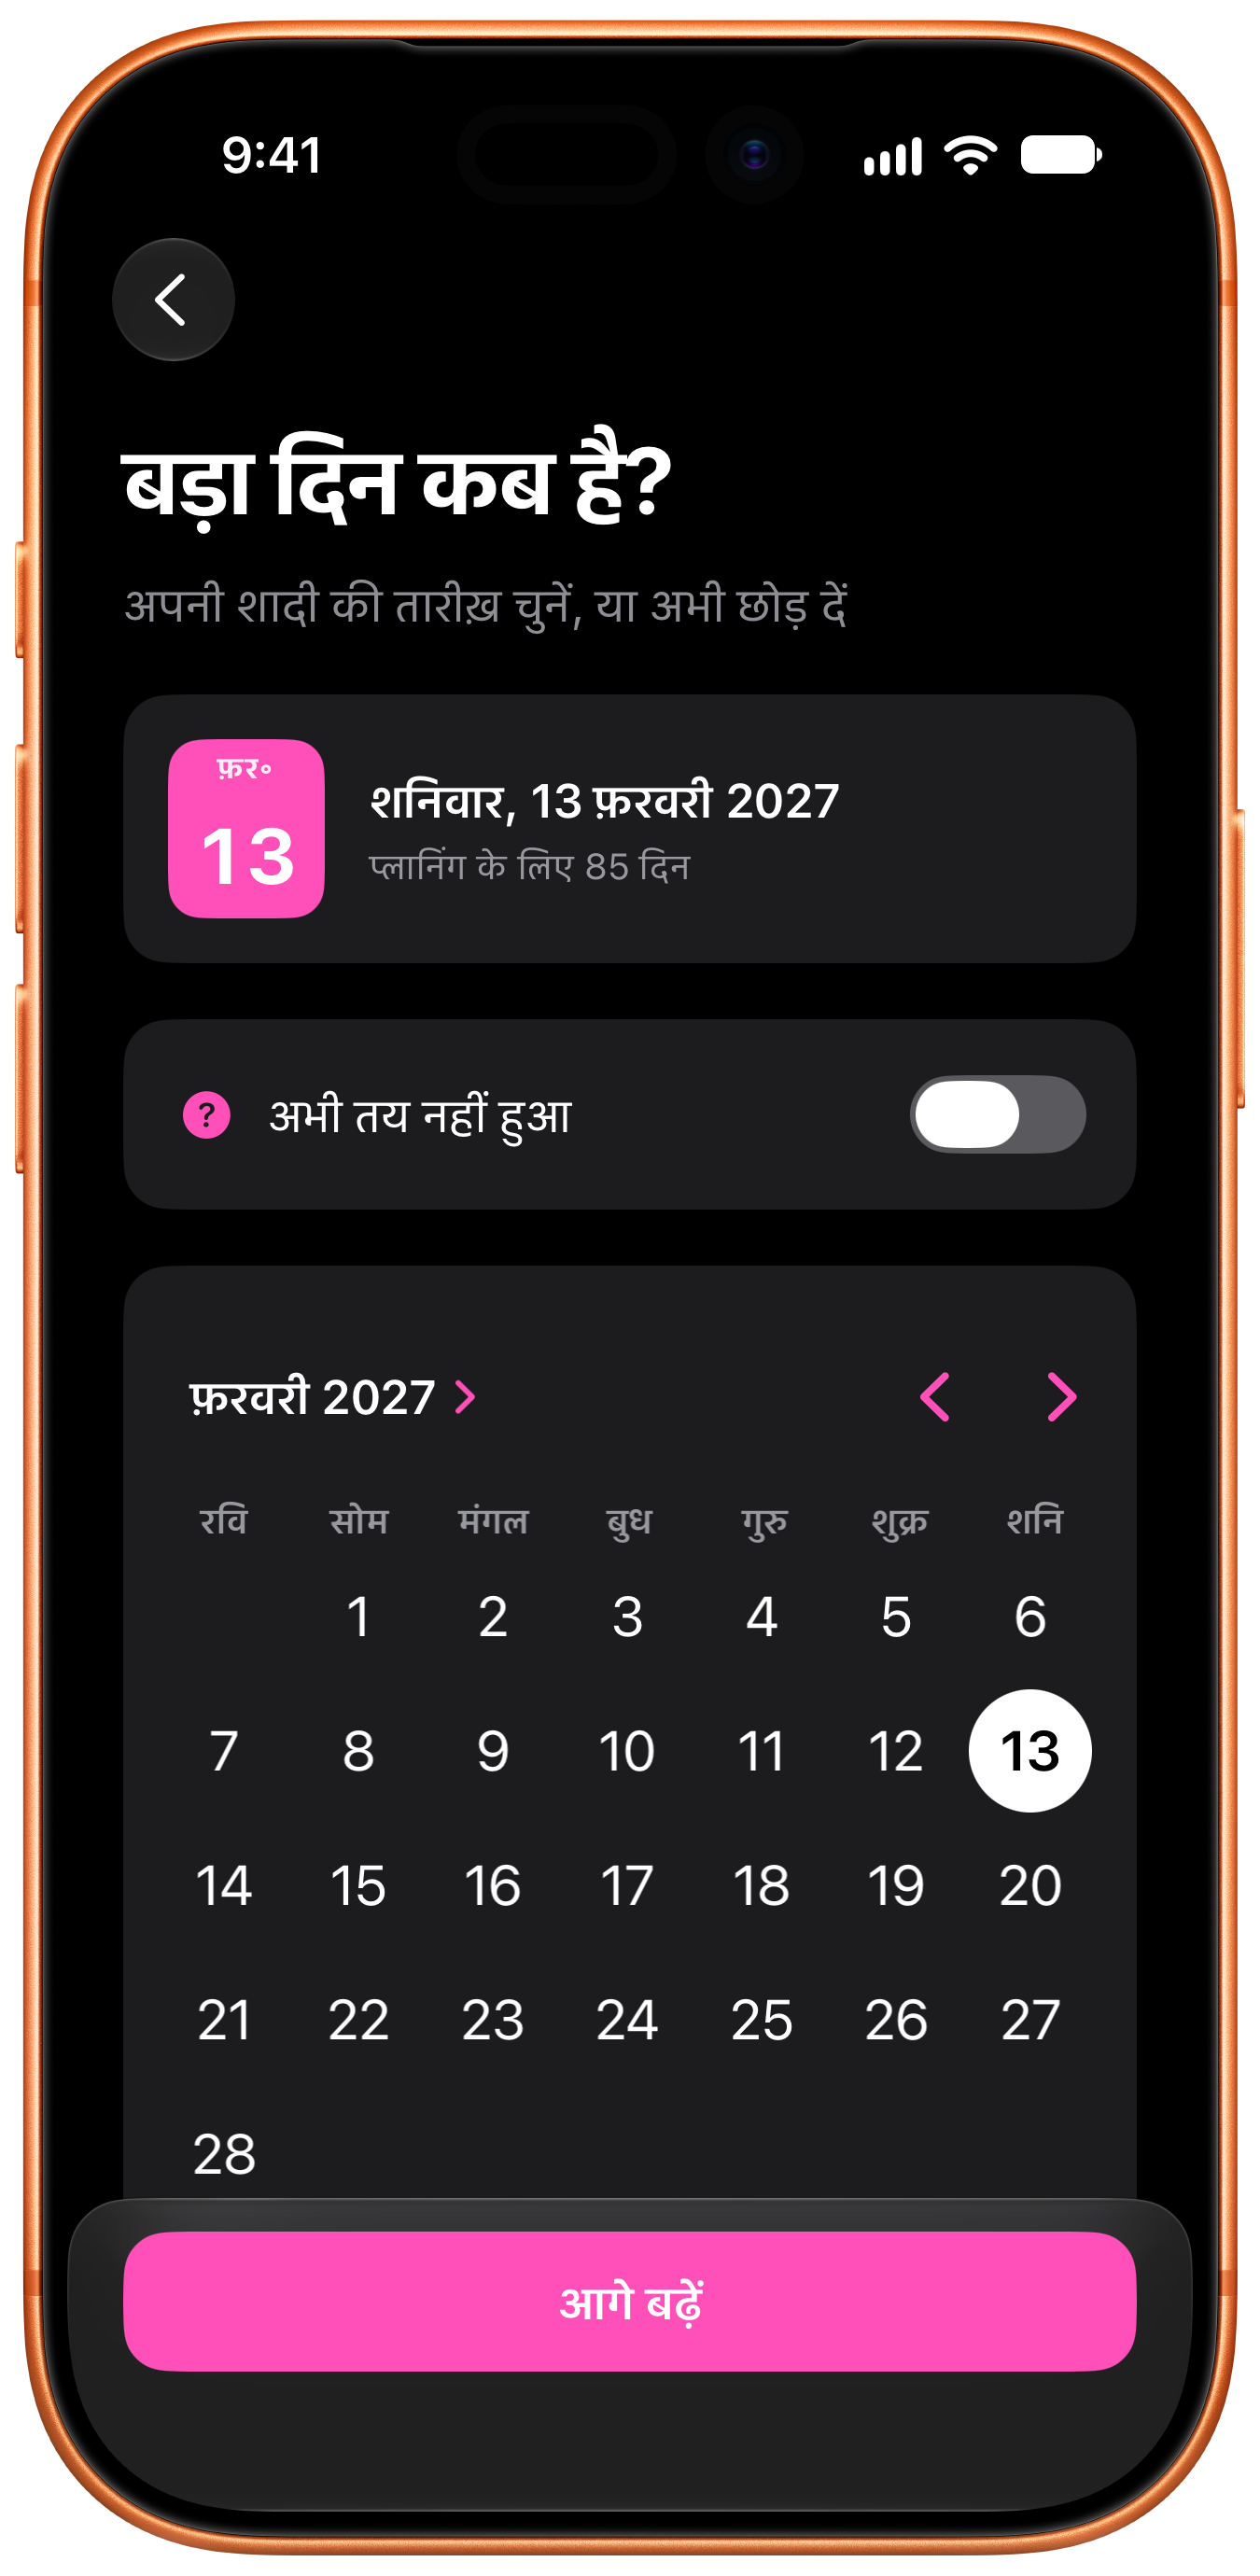 9:41
बड़ा दिन कब है?
अपनी शादी की तारीख़ चुनें, या अभी छोड़ दें
फ़र॰
13
शनिवार, 13 फ़रवरी 2027
प्लानिंग के लिए 85 दिन
? अभी तय नहीं हुआ
फ़रवरी 2027
रवि सोम मंगल बुध गुरु शुक्र शनि
1 2 3 4 5 6
7 8 9 10 11 12 13
14 15 16 17 18 19 20
21 22 23 24 25 26 27
28
आगे बढ़ें